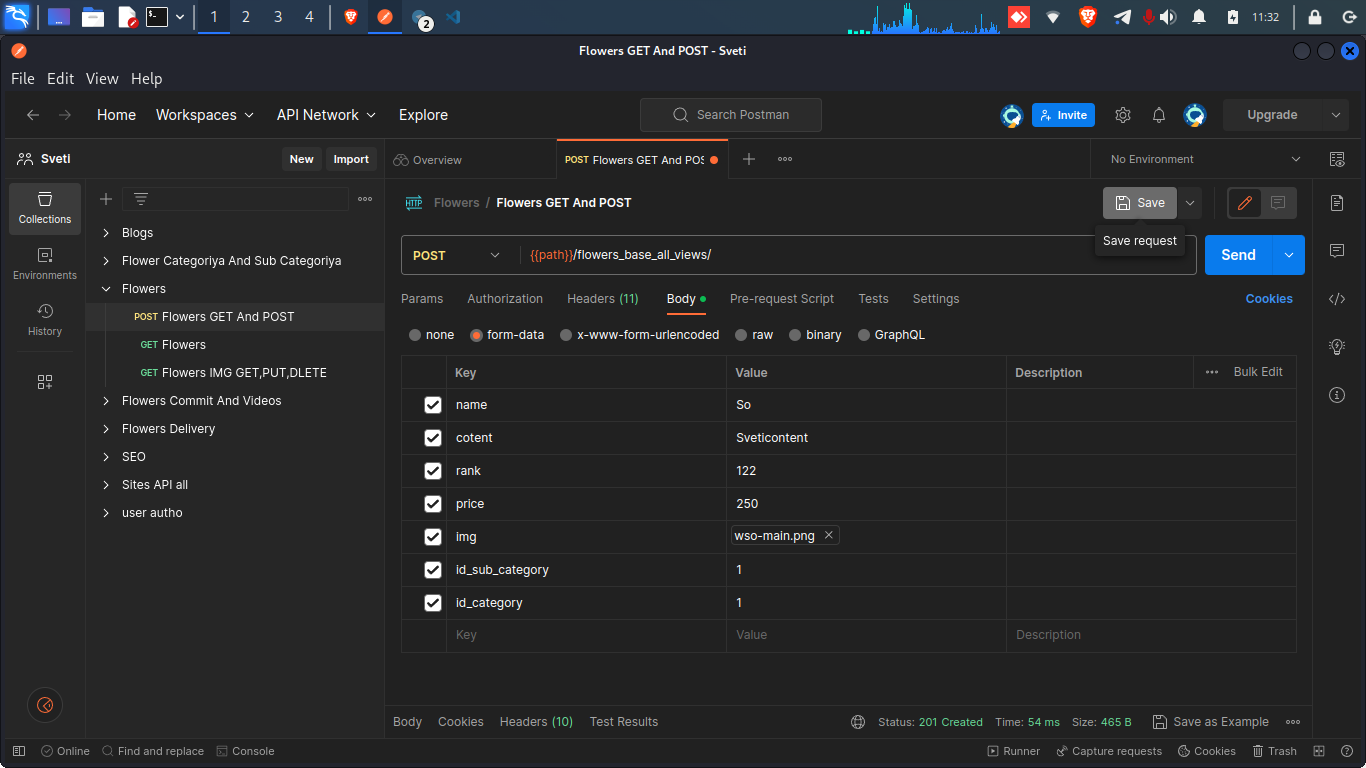 1 2 3 4 2 11:32
Flowers GET And POST - Sveti
File Edit View Help
Home Workspaces API Network Explore Search Postman Invite Upgrade
Sveti New Import Overview POST Flowers GET And POS No Environment
Collections
Environments
History
Blogs
Flower Categoriya And Sub Categoriya
Flowers
POST Flowers GET And POST
GET Flowers
GET Flowers IMG GET,PUT,DLETE
Flowers Commit And Videos
Flowers Delivery
SEO
Sites API all
user autho
HTTP Flowers / Flowers GET And POST Save
Save request
POST {{path}}/flowers_base_all_views/ Send
Params Authorization Headers (11) Body Pre-request Script Tests Settings Cookies
none form-data x-www-form-urlencoded raw binary GraphQL
Key Value Description Bulk Edit
name So
cotent Sveticontent
rank 122
price 250
img wso-main.png
id_sub_category 1
id_category 1
Key Value Description
Body Cookies Headers (10) Test Results Status: 201 Created Time: 54 ms Size: 465 B Save as Example
Online Find and replace Console Runner Capture requests Cookies Trash